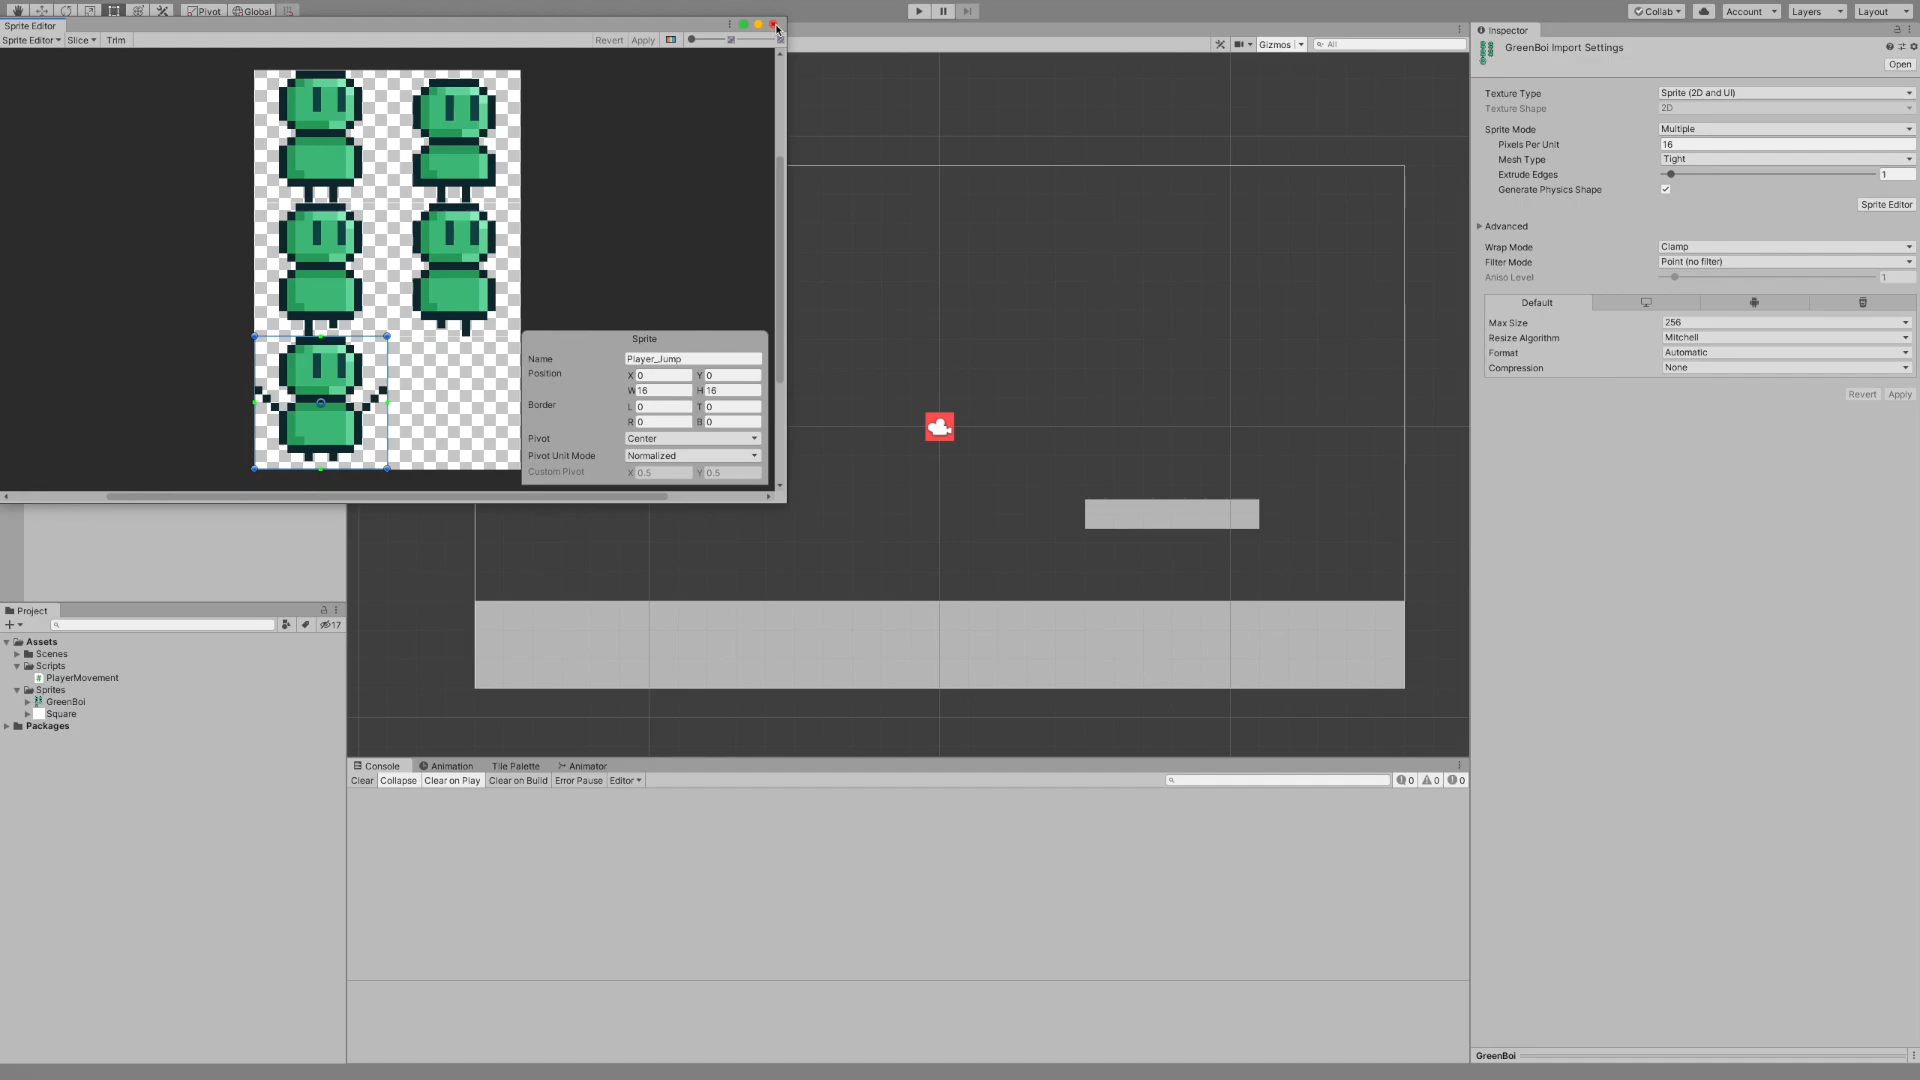 Pivot Global Collab Account Layers Layout
Sprite Editor
Sprite Editor Slice Trim Revert Apply
Gizmos All
Sprite
Name Player_Jump
Position X 0 Y 0
W 16 H 16
Border L 0 T 0
R 0 B 0
Pivot Center
Pivot Unit Mode Normalized
Custom Pivot X 0.5 Y 0.5
Project
17
Assets
Scenes
Scripts
# PlayerMovement
Sprites
GreenBoi
Square
Packages
Console Animation Tile Palette Animator
Clear Collapse Clear on Play Clear on Build Error Pause Editor 0 0 0
Inspector
GreenBoi Import Settings
Open
Texture Type Sprite (2D and UI)
Texture Shape 2D
Sprite Mode Multiple
Pixels Per Unit 16
Mesh Type Tight
Extrude Edges 1
Generate Physics Shape
Sprite Editor
Advanced
Wrap Mode Clamp
Filter Mode Point (no filter)
Aniso Level 1
Default
Max Size 256
Resize Algorithm Mitchell
Format Automatic
Compression None
Revert Apply
GreenBoi